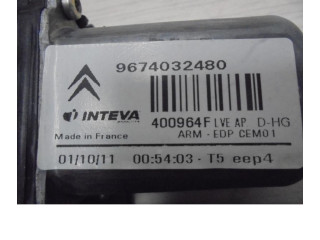 9674032480
INTEVA
400964F LVE AP D-HG
Made in France
ARM - EDP CEM01
01/10/11 00:54:03 - T5 eep4